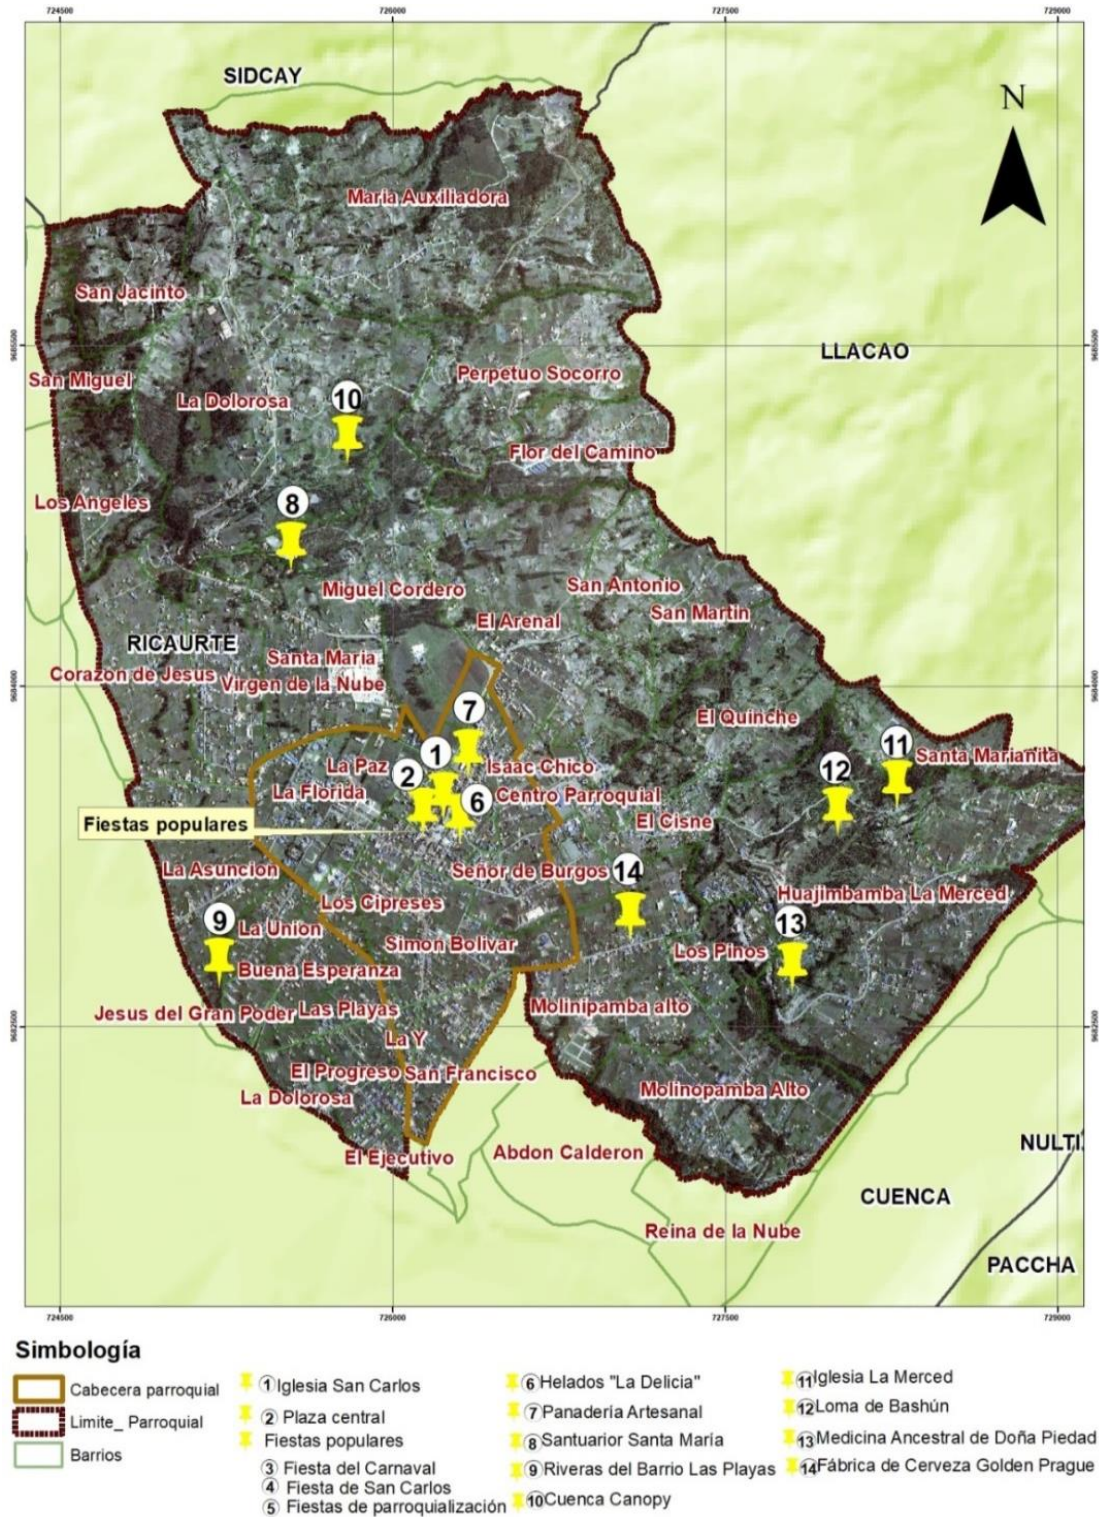 724500 726000 727500 729000
SIDCAY
N
Maria Auxiliadora
San Jacinto
9685500 9685500
LLACAO
San Miguel
Perpetuo Socorro
La Dolorosa
10
Flor del Camino
Los Angeles
8
Miguel Cordero
San Antonio
San Martin
El Arenal
RICAURTE
Santa Maria
Corazon de Jesus
Virgen de la Nube
9684000 9684000
7
El Quinche
1
11
Santa Marianita
La Paz
2
Isaac Chico
12
La Florida
6
Centro Parroquial
Fiestas populares
El Cisne
La Asuncion
Señor de Burgos
14
Huajimbamba La Merced
Los Cipreses
9
La Union
Simon Bolivar
13
Los Pinos
Buena Esperanza
Jesus del Gran Poder
Las Playas
Molinipamba alto
9682500 9682500
La Y
El Progreso
San Francisco
La Dolorosa
Molinopamba Alto
El Ejecutivo
Abdon Calderon
NULTI
CUENCA
Reina de la Nube
PACCHA
724500 726000 727500 729000
Simbología
Cabecera parroquial
Limite_ Parroquial
Barrios
1 Iglesia San Carlos
2 Plaza central
Fiestas populares
3 Fiesta del Carnaval
4 Fiesta de San Carlos
5 Fiestas de parroquialización
6 Helados "La Delicia"
7 Panadería Artesanal
8 Santuarior Santa María
9 Riveras del Barrio Las Playas
10 Cuenca Canopy
11 Iglesia La Merced
12 Loma de Bashún
13 Medicina Ancestral de Doña Piedad
14 Fábrica de Cerveza Golden Prague